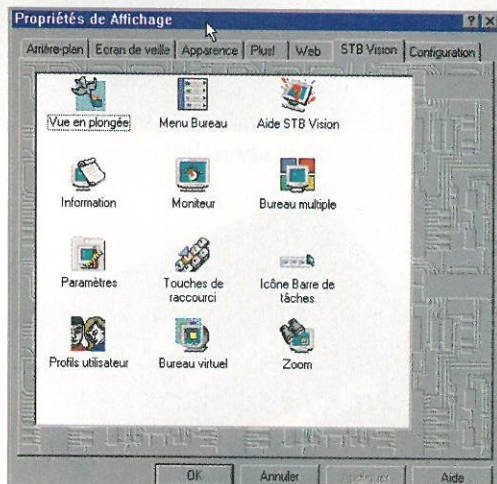 Propriétés de Affichage
Arrière-plan
Ecran de veille
Apparence
Plus!
Web
STB Vision
Configuration
Vue en plongée
Menu Bureau
Aide STB Vision
Information
Moniteur
Bureau multiple
Paramètres
Touches de raccourci
Icône Barre de tâches
Profils utilisateur
Bureau virtuel
Zoom
OK
Annuler
Appliquer
Aide